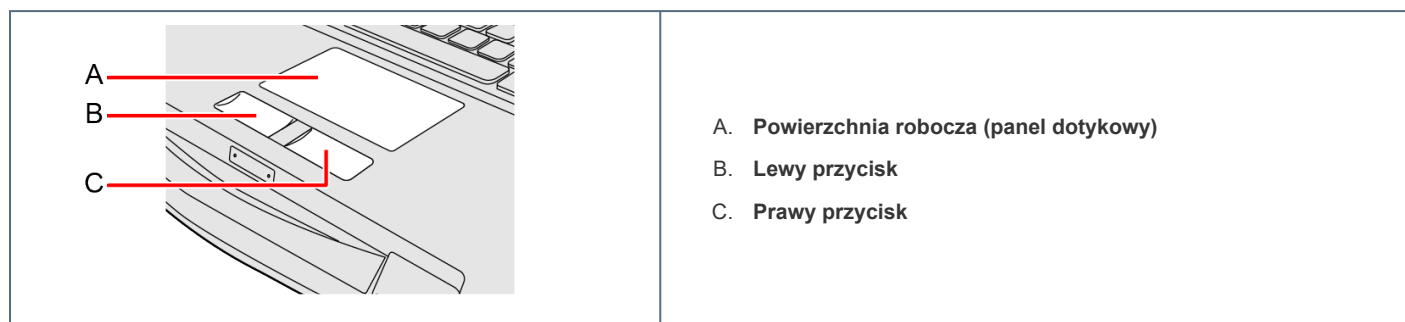 A
B
C
A. Powierzchnia robocza (panel dotykowy)
B. Lewy przycisk
C. Prawy przycisk